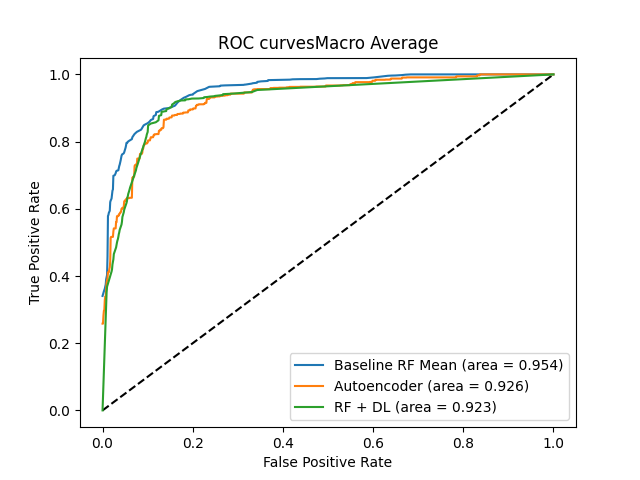 ROC curvesMacro Average
True Positive Rate
1.0
0.8
0.6
0.4
0.2
0.0
Baseline RF Mean (area = 0.954)
Autoencoder (area = 0.926)
RF + DL (area = 0.923)
0.0 0.2 0.4 0.6 0.8 1.0
False Positive Rate